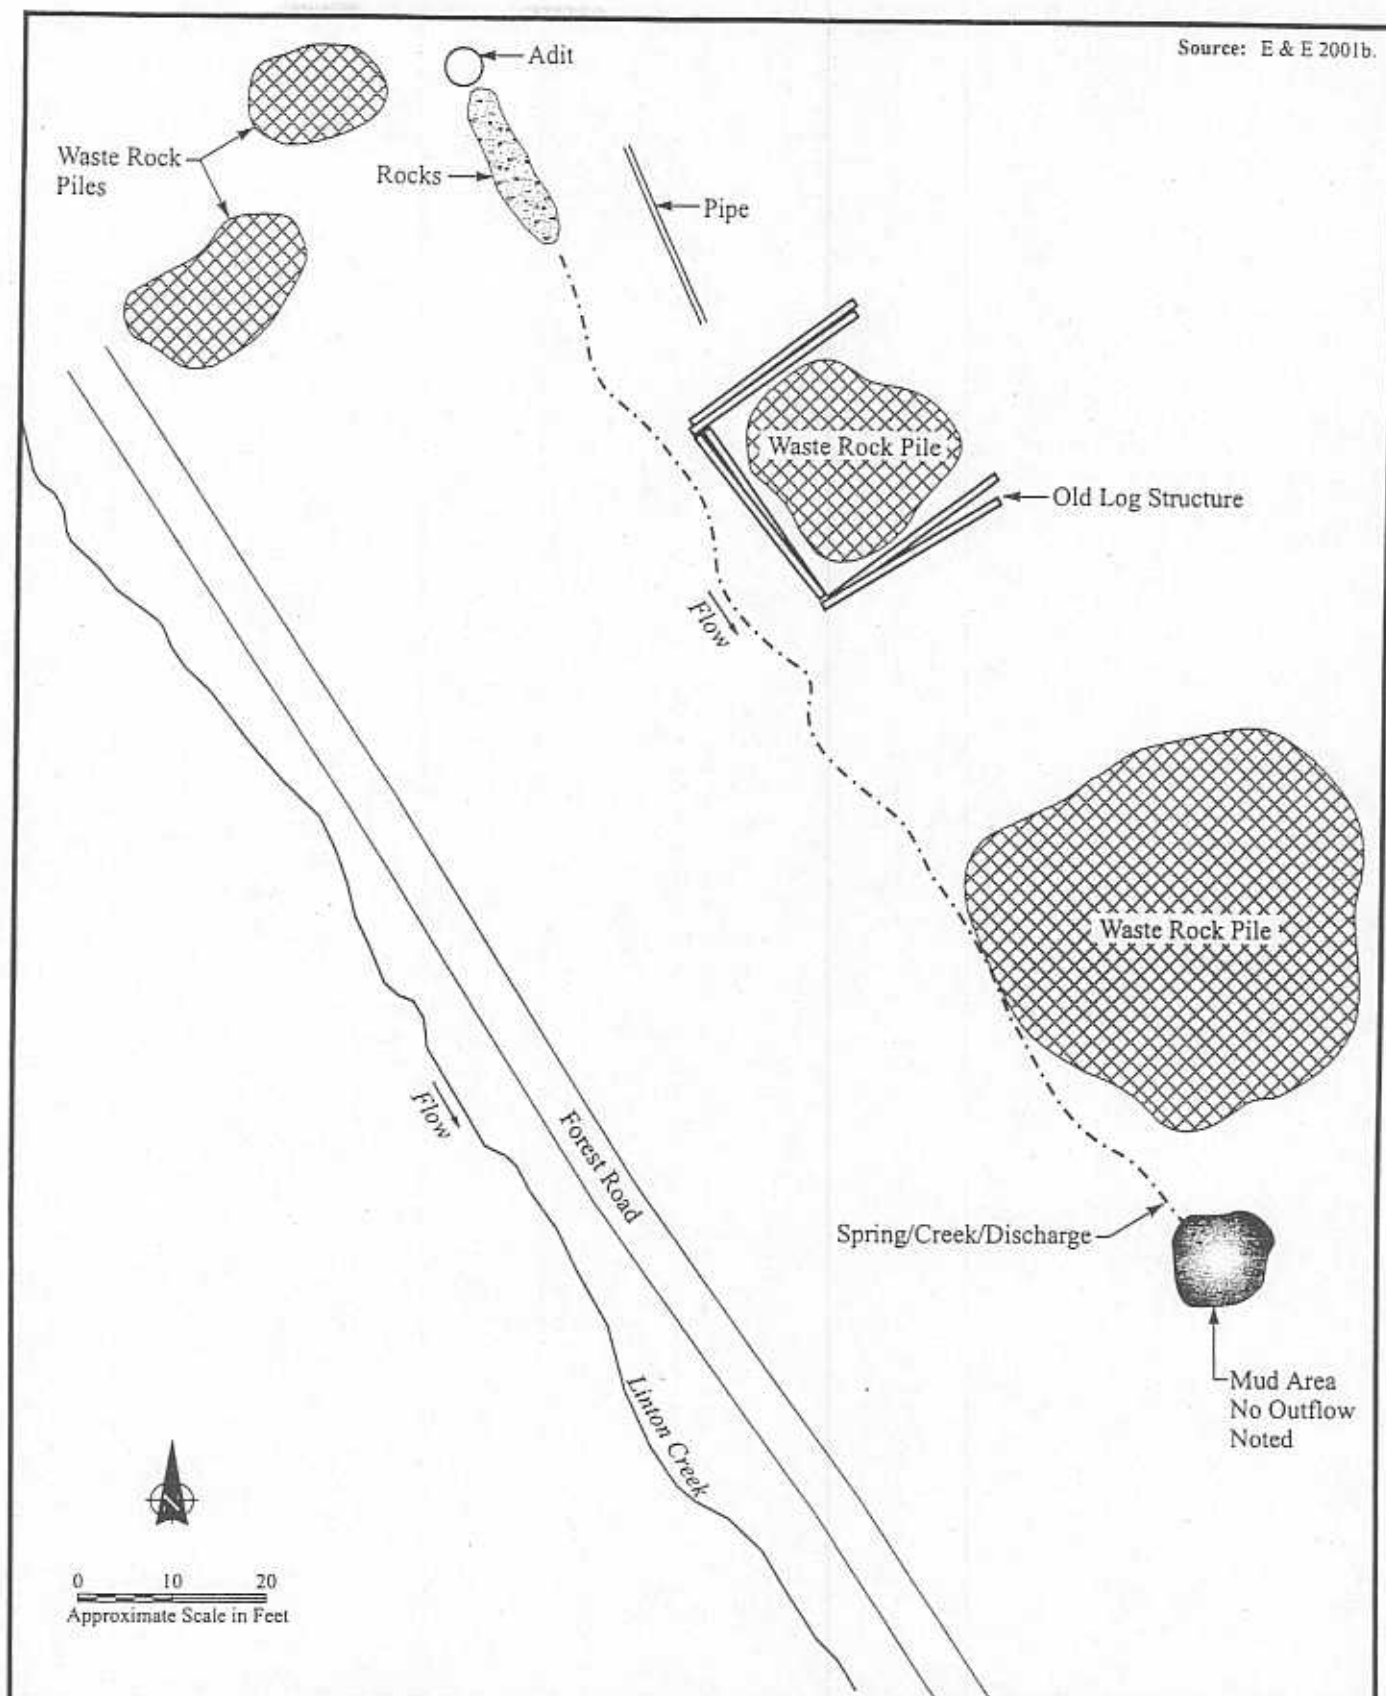 Source: E & E 2001b.
Adit
Waste Rock
Piles
Rocks
Pipe
Waste Rock Pile
Old Log Structure
Flow
Waste Rock Pile
Flow
Forest Road
Spring/Creek/Discharge
Linton Creek
Mud Area
No Outflow
Noted
N
0 10 20
Approximate Scale in Feet